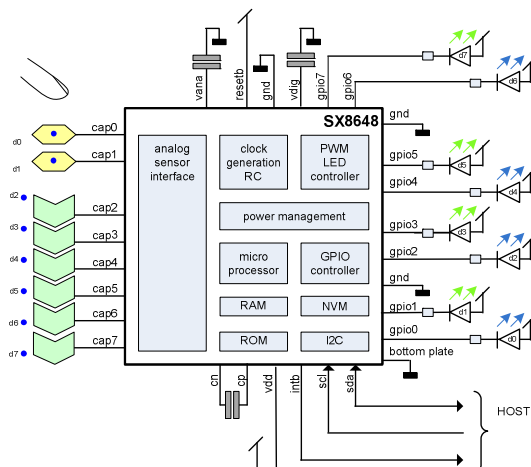 d7
d6
vana
resetb
gnd
vdig
gpio7
gpio6
SX8648
gnd
cap0
d0
cap1
d1
analog
sensor
interface
clock
generation
RC
PWM
LED
controller
gpio5
d5
gpio4
d4
d2
cap2
power management
d3
cap3
gpio3
d3
d4
cap4
micro
processor
GPIO
controller
gpio2
d2
gnd
d5
cap5
d6
cap6
RAM
NVM
gpio1
d1
d7
cap7
ROM
I2C
gpio0
d0
bottom plate
cn
cp
vdd
intb
scl
sda
HOST